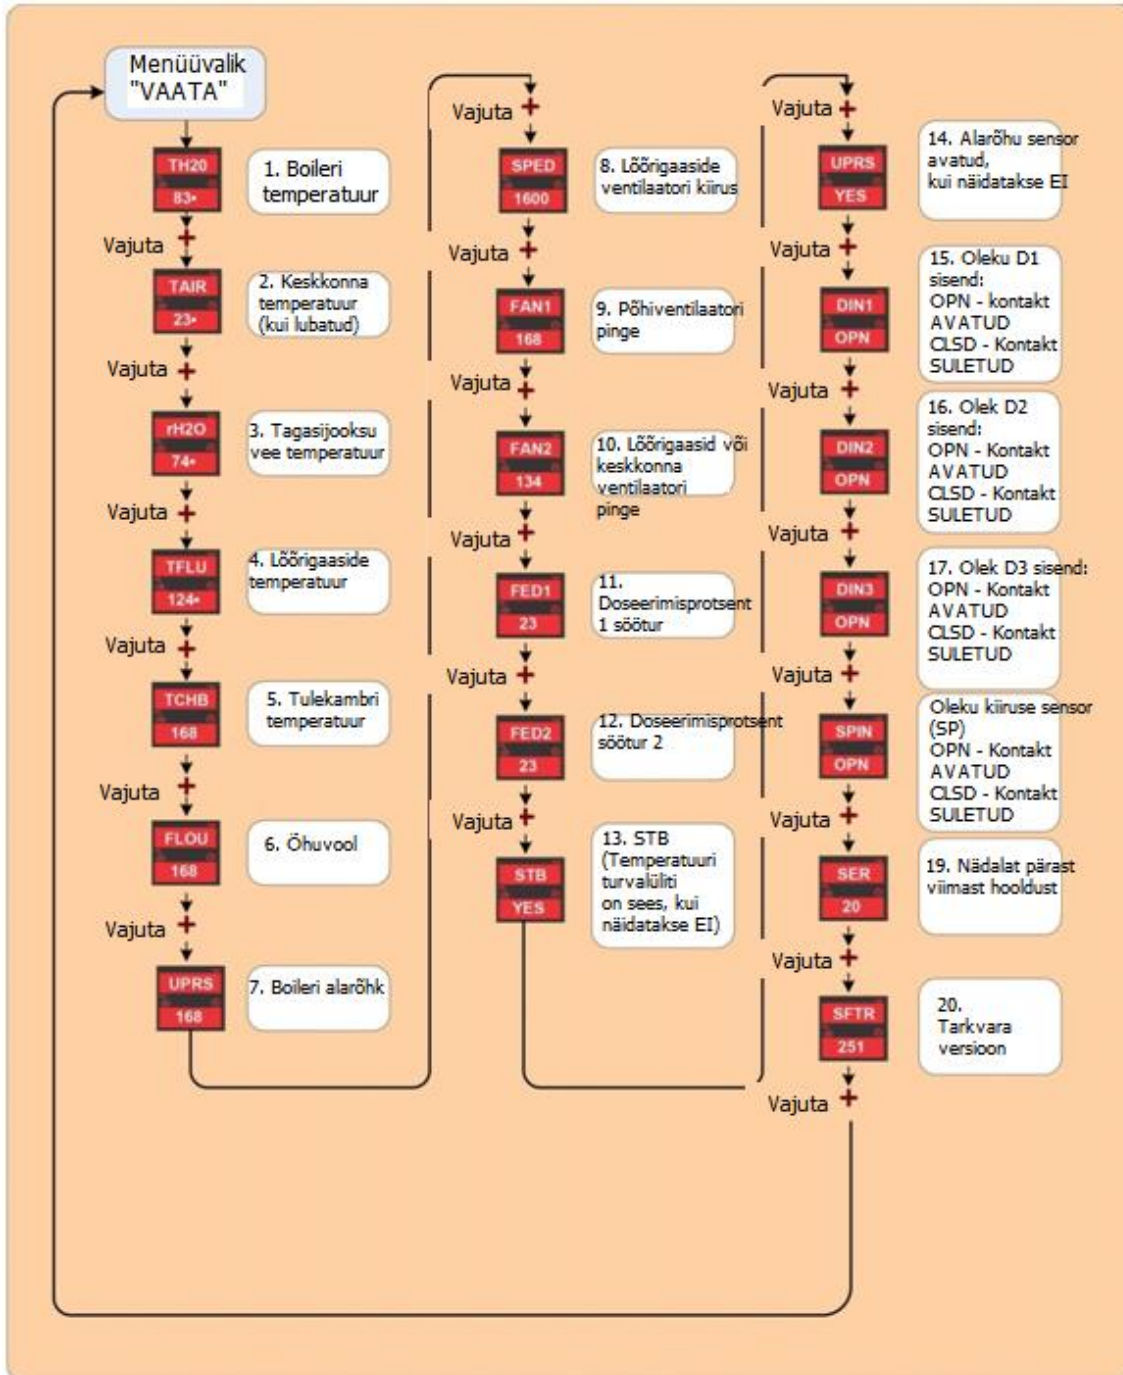 Menüüvalik
"VAATA"
TH20
83•
1. Boileri
temperatuur
Vajuta +
TAIR
23•
2. Keskkonna
temperatuur
(kui lubatud)
Vajuta +
rH2O
74•
3. Tagasijooksu
vee temperatuur
Vajuta +
TFLU
124•
4. Lõõrigaaside
temperatuur
Vajuta +
TCHB
168
5. Tulekambri
temperatuur
Vajuta +
FLOU
168
6. Õhuvool
Vajuta +
UPRS
168
7. Boileri alarõhk
Vajuta +
SPED
1600
8. Lõõrigaaside
ventilaatori kiirus
Vajuta +
FAN1
168
9. Põhiventilaatori
pinge
Vajuta +
FAN2
134
10. Lõõrigaasid või
keskkonna
ventilaatori
pinge
Vajuta +
FED1
23
11.
Doseerimisprotsent
1 söötur
Vajuta +
FED2
23
12. Doseerimisprotsent
söötur 2
Vajuta +
STB
YES
13. STB
(Temperatuuri
turvalüliti
on sees, kui
näidatakse EI)
Vajuta +
UPRS
YES
14. Alarõhu sensor
avatud,
kui näidatakse EI
Vajuta +
DIN1
OPN
15. Oleku D1
sisend:
OPN - kontakt
AVATUD
CLSD - Kontakt
SULETUD
Vajuta +
DIN2
OPN
16. Olek D2
sisend:
OPN - Kontakt
AVATUD
CLSD - Kontakt
SULETUD
Vajuta +
DIN3
OPN
17. Olek D3 sisend:
OPN - Kontakt
AVATUD
CLSD - Kontakt
SULETUD
Vajuta +
SPIN
OPN
Oleku kiiruse sensor
(SP)
OPN - Kontakt
AVATUD
CLSD - Kontakt
SULETUD
Vajuta +
SER
20
19. Nädalat pärast
viimast hooldust
Vajuta +
SFTR
251
20.
Tarkvara
versioon
Vajuta +